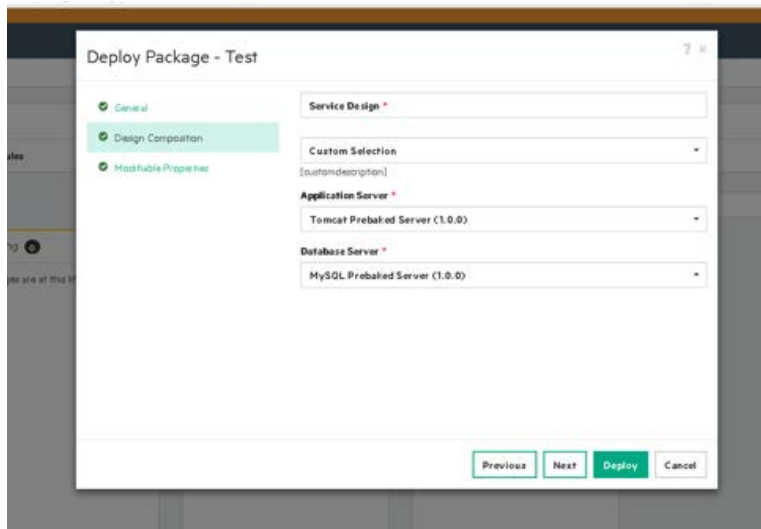 Deploy Package - Test
? ×
General
Design Composition
Modifiable Properties
Service Design *
Custom Selection
[customdescription]
Application Server *
Tomcat Prebaked Server (1.0.0)
Database Server *
MySQL Prebaked Server (1.0.0)
Previous
Next
Deploy
Cancel